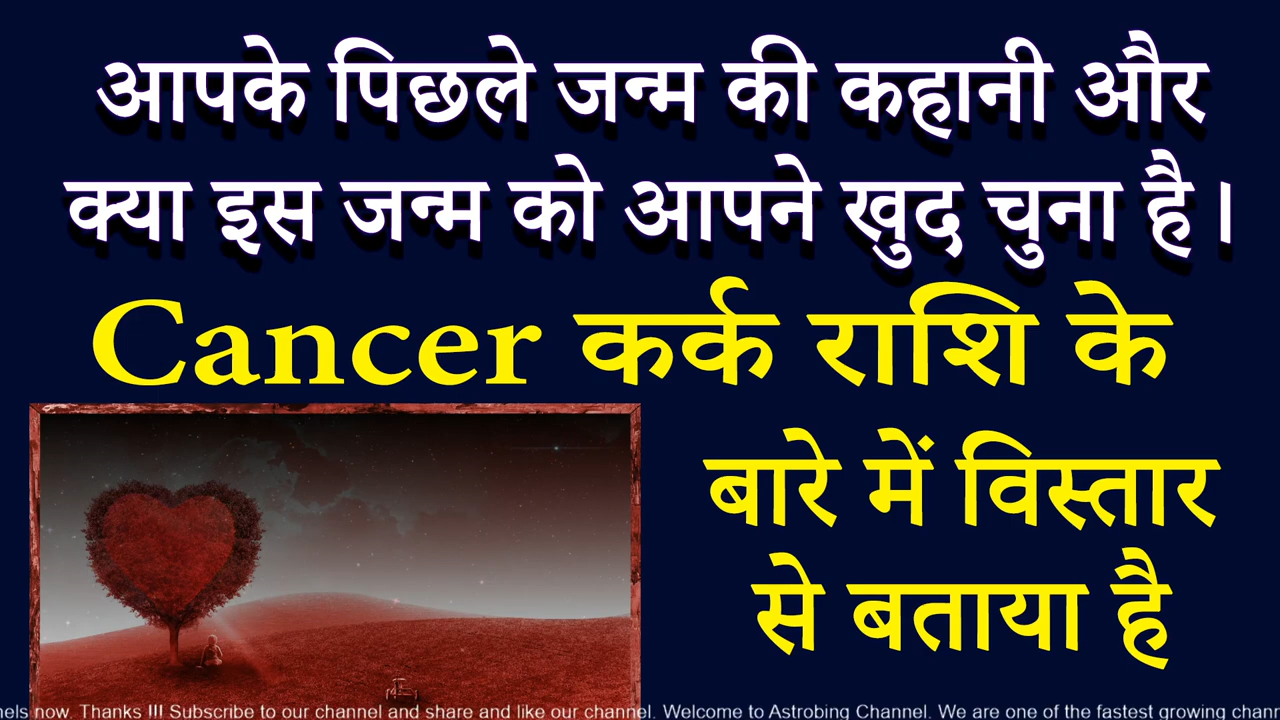 आपके पिछले जन्म की कहानी और
क्या इस जन्म को आपने खुद चुना है।
Cancer कर्क राशि के
बारे में विस्तार
से बताया है
now. Thanks !!! Subscribe to our channel and share and like our channel. Welcome to Astrobing Channel. We are one of the fastest growing